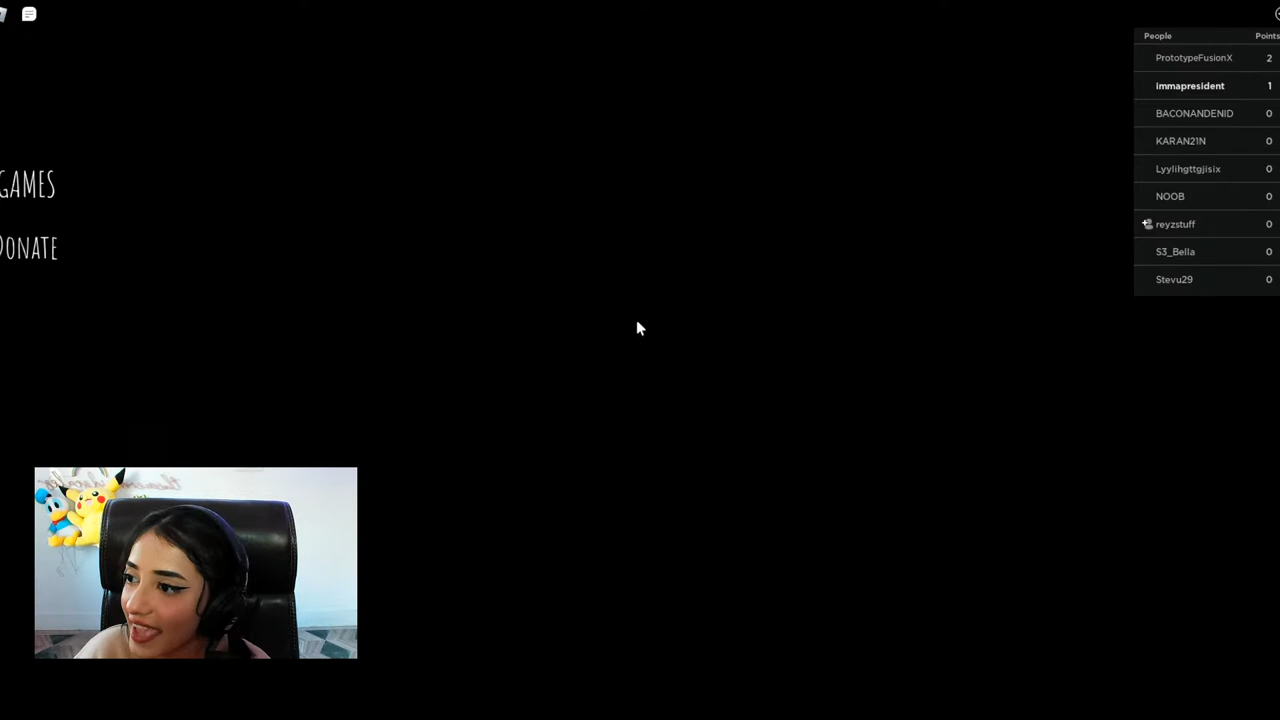 People Points
PrototypeFusionX 2
immapresident 1
BACONANDENID 0
KARAN21N 0
Lyylihgttgjisix 0
NOOB 0
reyzstuff 0
S3_Bella 0
Stevu29 0
GAMES
DONATE